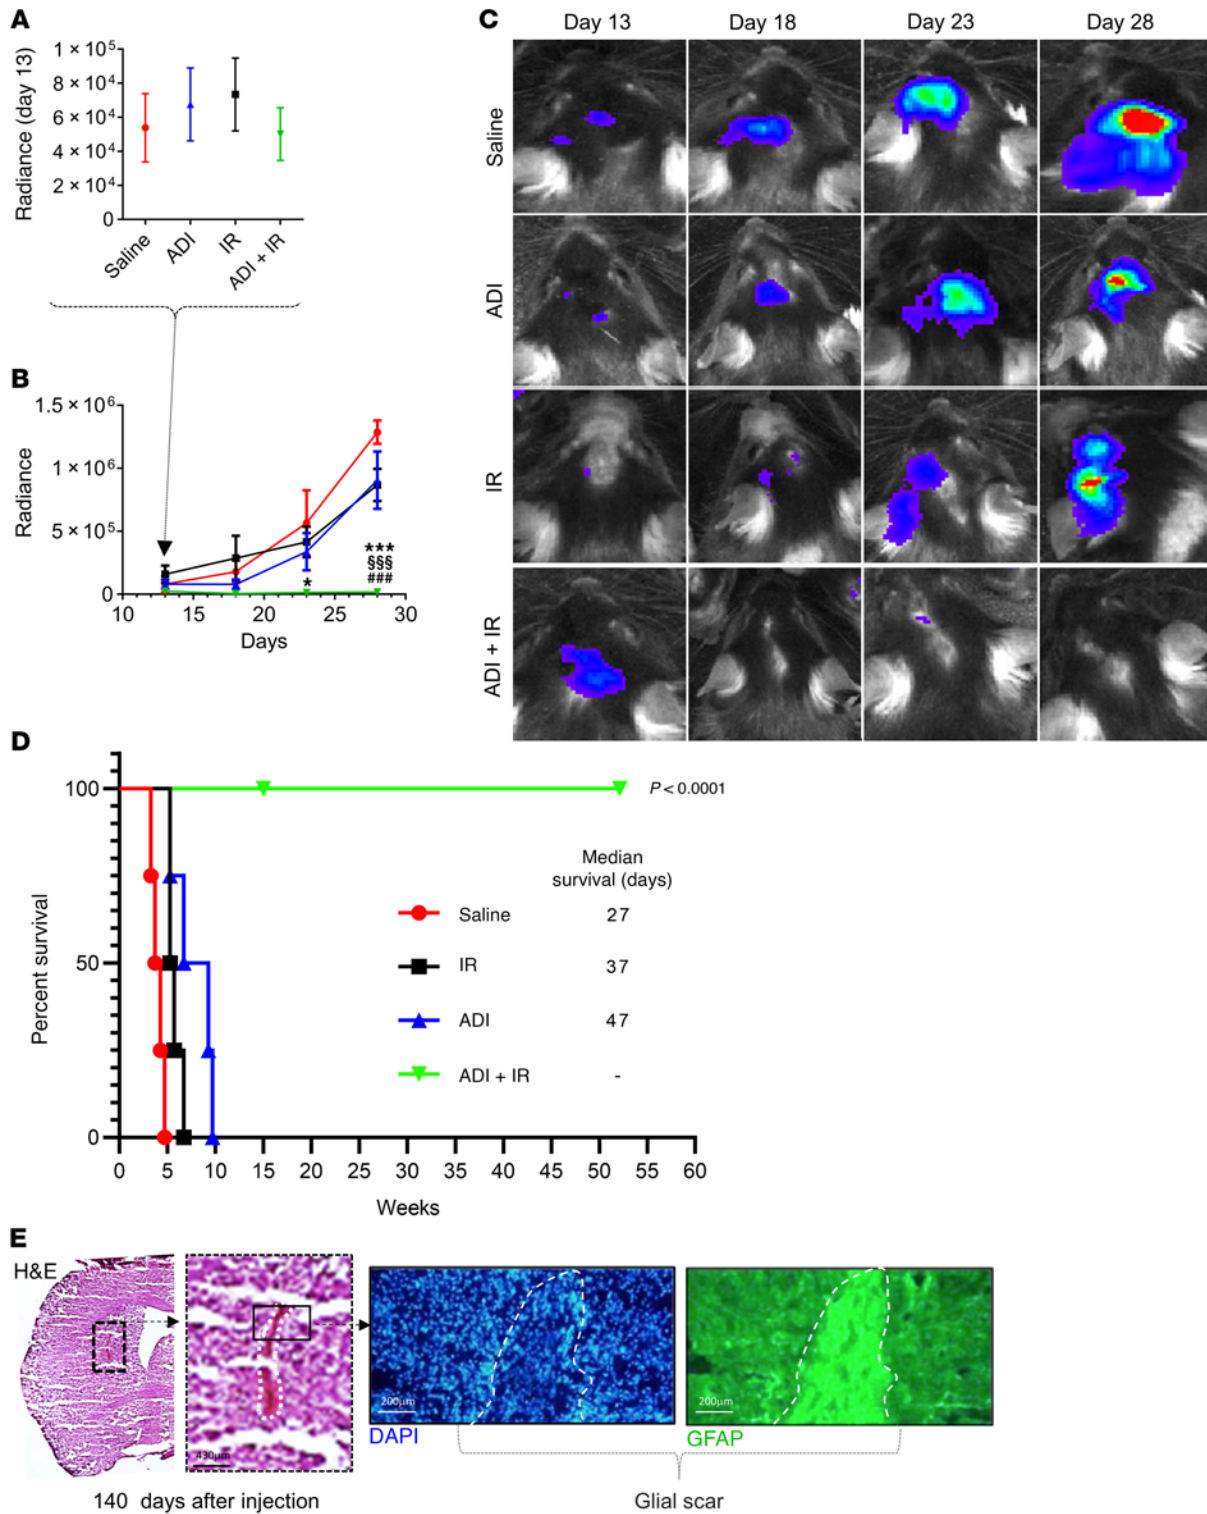 A
Radiance (day 13)
1 × 10⁵
8 × 10⁴
6 × 10⁴
4 × 10⁴
2 × 10⁴
0
Saline
ADI
IR
ADI + IR
B
Radiance
1.5 × 10⁶
1 × 10⁶
5 × 10⁵
0
***
§§§
###
*
10 15 20 25 30
Days
C
Day 13 Day 18 Day 23 Day 28
Saline
ADI
IR
ADI + IR
D
Percent survival
100
50
0
P < 0.0001
Median
survival (days)
Saline 27
IR 37
ADI 47
ADI + IR -
0 5 10 15 20 25 30 35 40 45 50 55 60
Weeks
E
H&E
430µm
200µm
200µm
DAPI
GFAP
140 days after injection
Glial scar